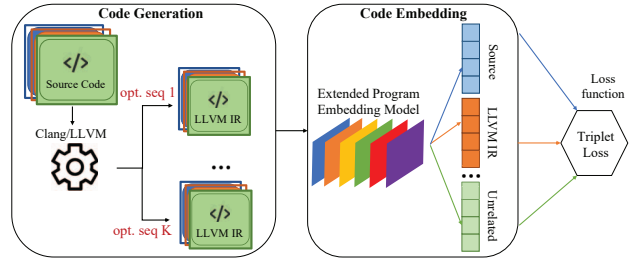 Code Generation
</>
Source Code
Clang/LLVM
opt. seq 1
</>
LLVM IR
...
opt. seq K
</>
LLVM IR
Code Embedding
Extended Program
Embedding Model
Source
LLVM IR
...
Unrelated
Loss
function
Triplet
Loss